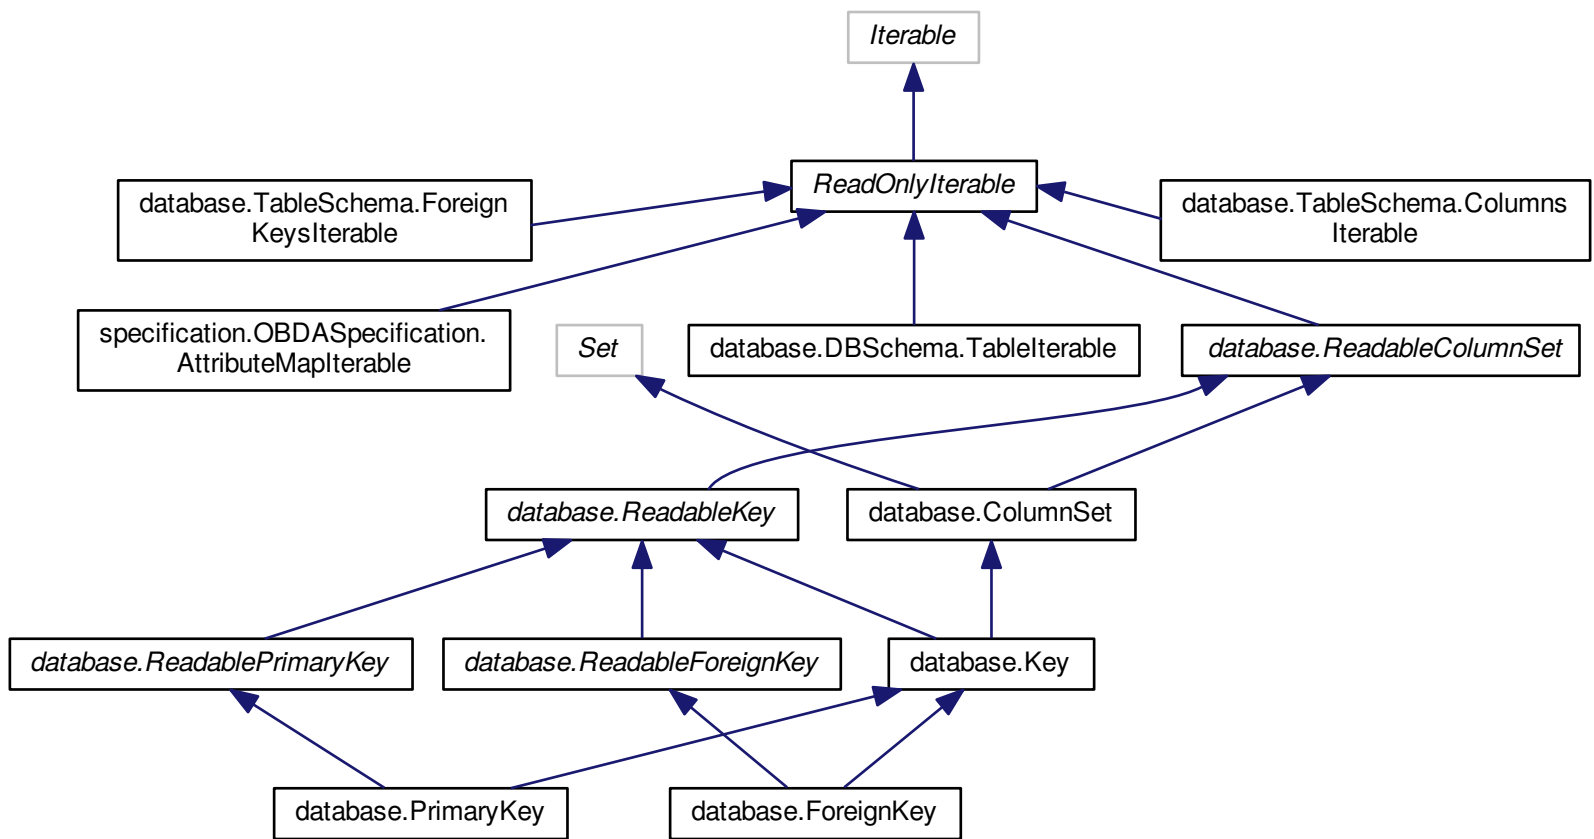 Iterable
ReadOnlyIterable
database.TableSchema.Foreign
KeysIterable
database.TableSchema.Columns
Iterable
specification.OBDASpecification.
AttributeMapIterable
Set
database.DBSchema.TableIterable
database.ReadableColumnSet
database.ReadableKey
database.ColumnSet
database.ReadablePrimaryKey
database.ReadableForeignKey
database.Key
database.PrimaryKey
database.ForeignKey